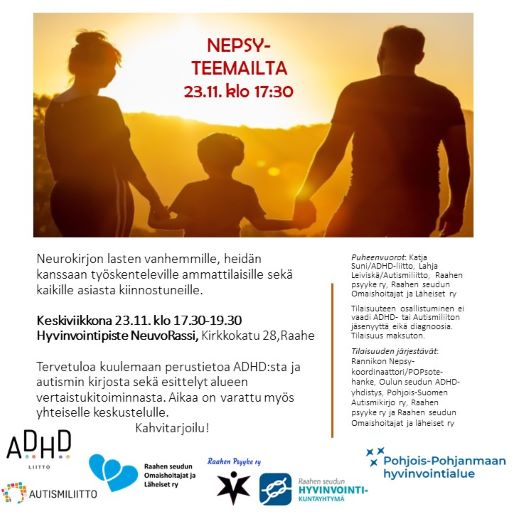 NEPSY-
TEEMAILTA
23.11. klo 17:30
Neurokirjon lasten vanhemmille, heidän
kanssaan työskenteleville ammattilaisille sekä
kaikille asiasta kiinnostuneille.
Keskiviikkona 23.11. klo 17.30-19.30
Hyvinvointipiste NeuvoRassi, Kirkkokatu 28,Raahe
Tervetuloa kuulemaan perustietoa ADHD:sta ja
autismin kirjosta sekä esittelyt alueen
vertaistukitoiminnasta. Aikaa on varattu myös
yhteiselle keskustelulle.
Kahvitarjoilu!
Puheenvuorot: Katja
Suni/ADHD-liitto, Lahja
Leiviskä/Autismiliitto, Raahen
psyyke ry, Raahen seudun
Omaishoitajat ja Läheiset ry
Tilaisuuteen osallistuminen ei
vaadi ADHD- tai Autismiliiton
jäsenyyttä eikä diagnoosia.
Tilaisuus maksuton.
Tilaisuuden järjestävät:
Rannikon Nepsy-
koordinaattori/POPsote-
hanke, Oulun seudun ADHD-
yhdistys, Pohjois-Suomen
Autismikirjo ry, Raahen
psyyke ry ja Raahen seudun
Omaishoitajat ja läheiset ry
ADHD
LIITTO
AUTISMILIITTO
Raahen seudun
Omaishoitajat ja
Läheiset ry
Raahen Psyyke ry
Raahen seudun
HYVINVOINTI-
KUNTAYHTYMÄ
Pohjois-Pohjanmaan
hyvinvointialue